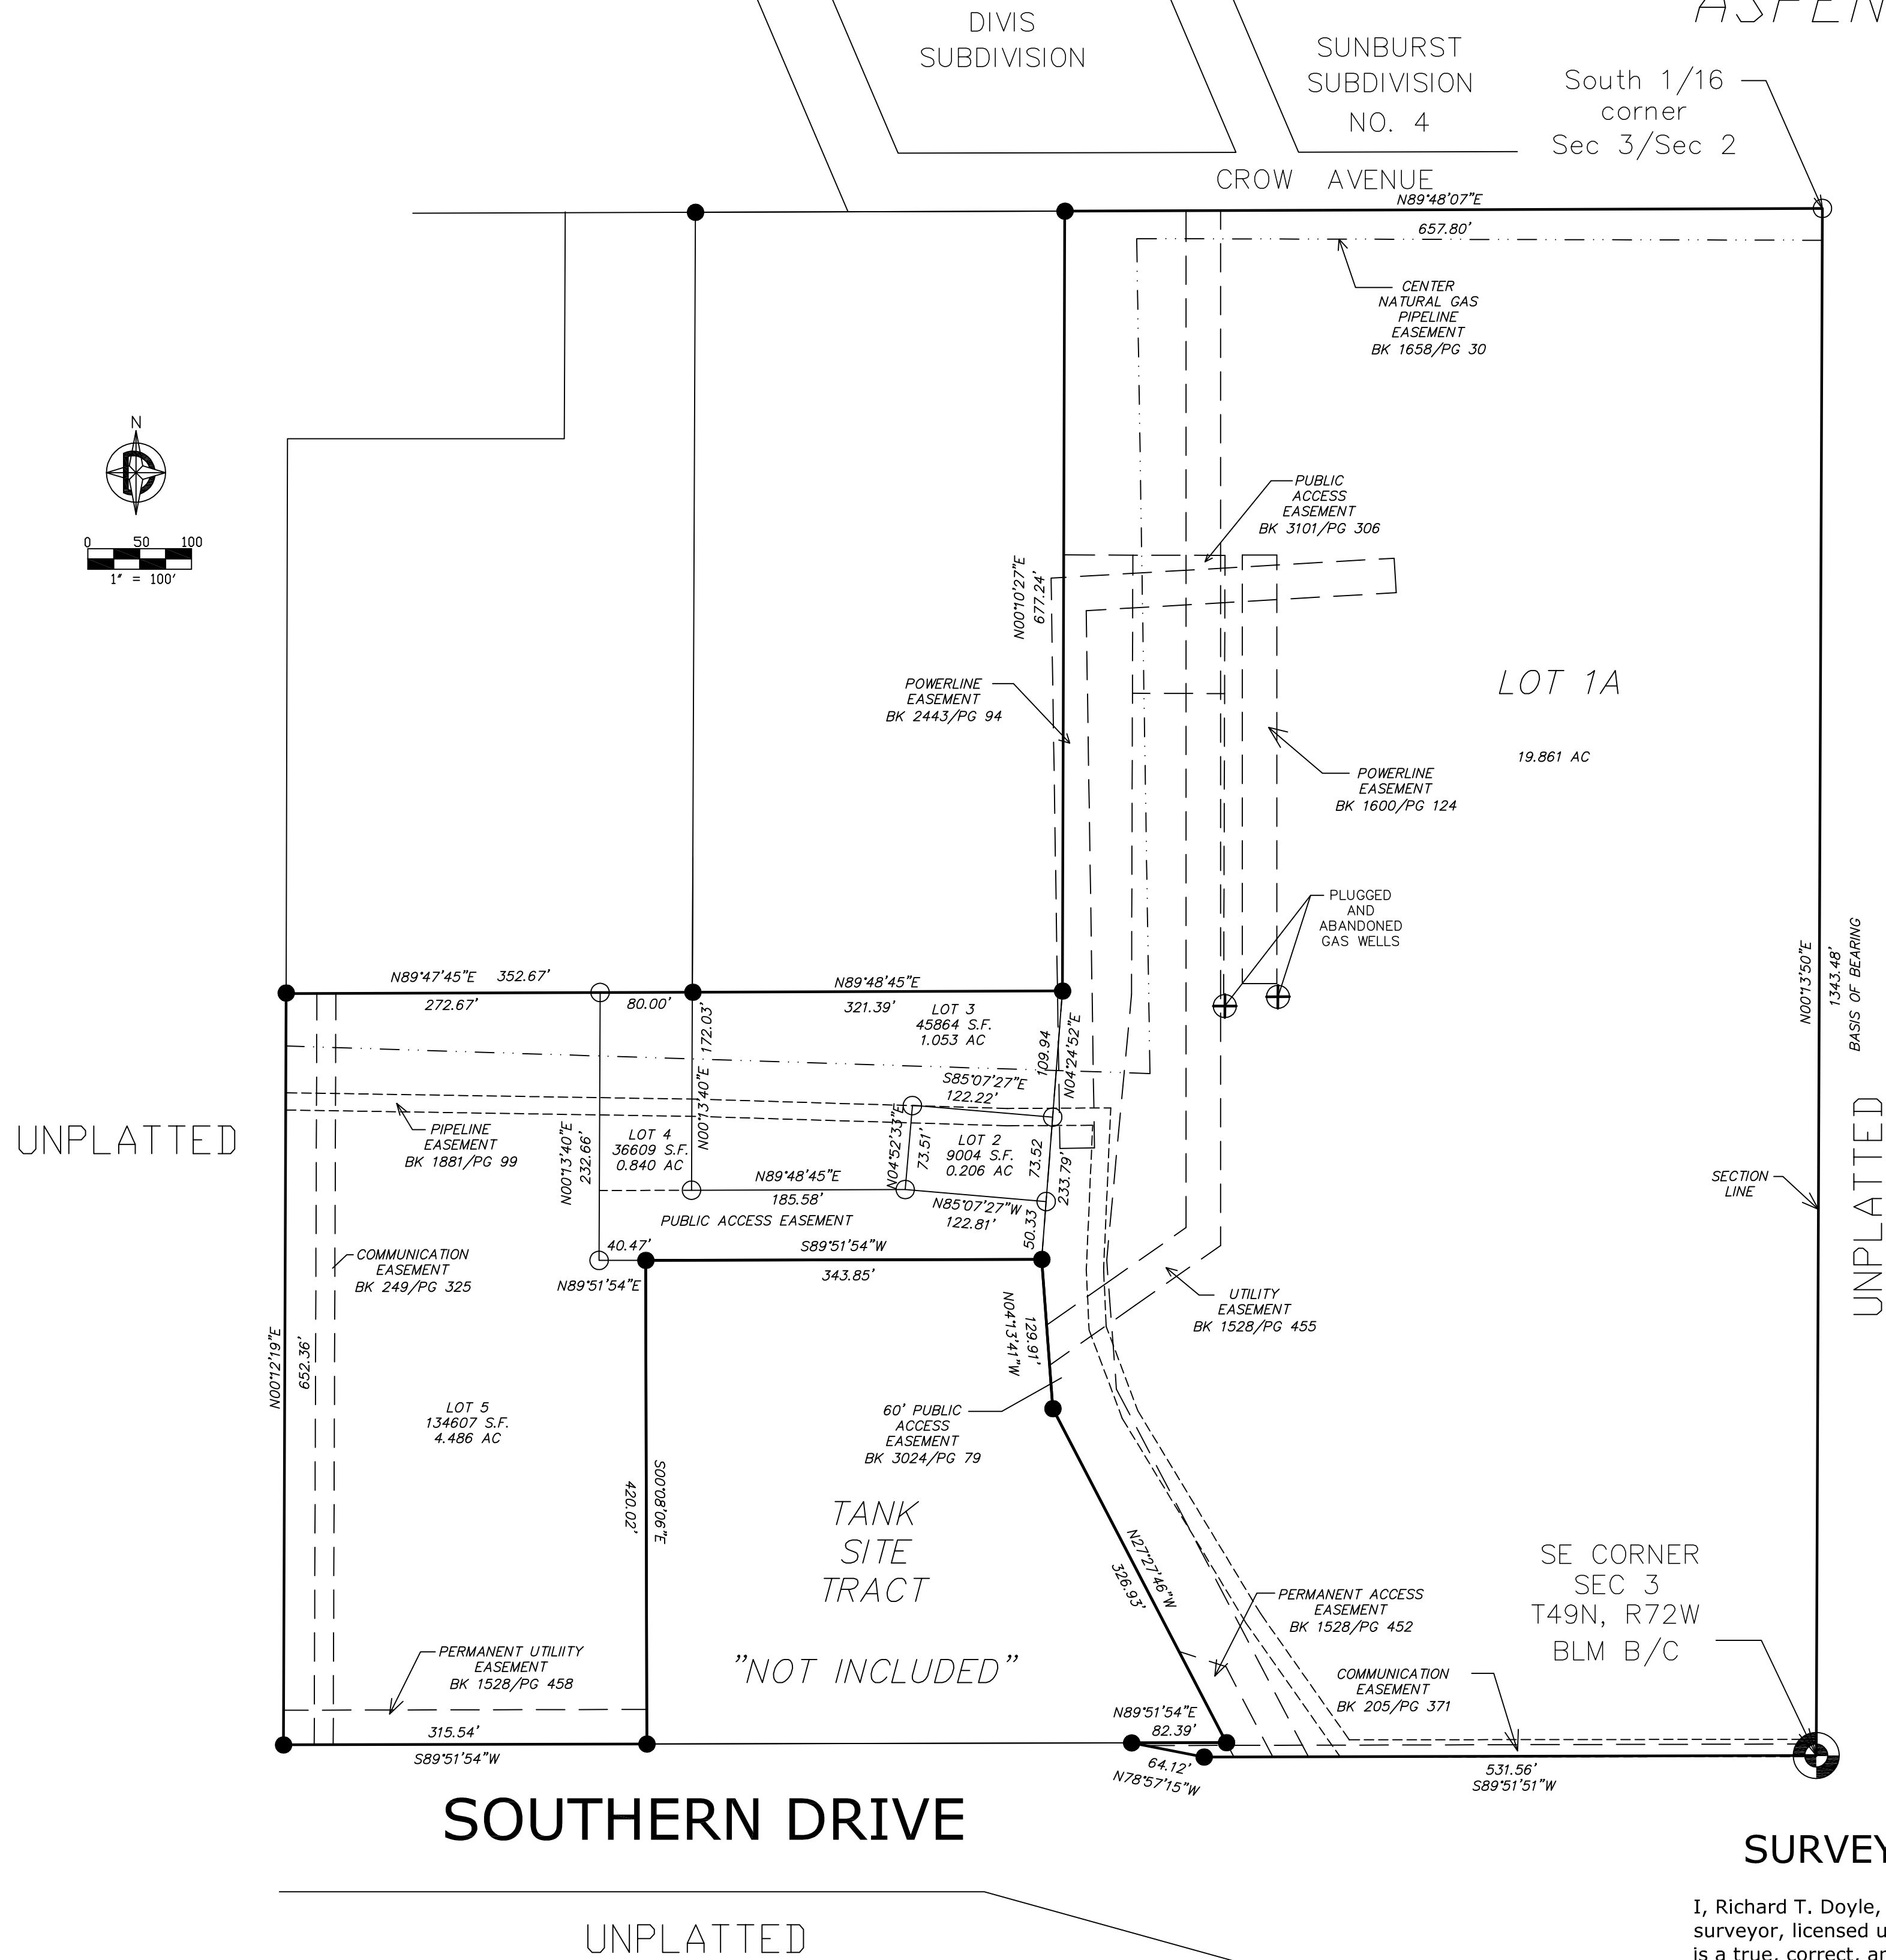 ASPEN
DIVIS
SUBDIVISION
SUNBURST
SUBDIVISION
NO. 4
South 1/16
corner
Sec 3/Sec 2
CROW AVENUE
N89°48'07"E
657.80'
CENTER
NATURAL GAS
PIPELINE
EASEMENT
BK 1658/PG 30
N
0 50 100
1" = 100'
PUBLIC
ACCESS
EASEMENT
BK 3101/PG 306
N00°10'27"E
677.24'
POWERLINE
EASEMENT
BK 2443/PG 94
LOT 1A
19.861 AC
POWERLINE
EASEMENT
BK 1600/PG 124
PLUGGED
AND
ABANDONED
GAS WELLS
N00°13'50"E
1343.48'
BASIS OF BEARING
N89°47'45"E 352.67'
272.67'
80.00'
N89°48'45"E
321.39'
LOT 3
45864 S.F.
1.053 AC
N00°13'40"E 172.03'
109.94
N04°24'52"E
S85°07'27"E
122.22'
UNPLATTED
PIPELINE
EASEMENT
BK 1881/PG 99
N00°13'40"E
232.66'
LOT 4
36609 S.F.
0.840 AC
N04°52'33"E
73.51'
LOT 2
9004 S.F.
0.206 AC
73.52
233.79'
N89°48'45"E
185.58'
N85°07'27"W
122.81'
PUBLIC ACCESS EASEMENT
50.33
SECTION
LINE
UNPLATTED
COMMUNICATION
EASEMENT
BK 249/PG 325
40.47'
N89°51'54"E
S89°51'54"W
343.85'
N04°13'41"W
129.91'
UTILITY
EASEMENT
BK 1528/PG 455
N00°12'19"E
652.36'
LOT 5
134607 S.F.
4.486 AC
60' PUBLIC
ACCESS
EASEMENT
BK 3024/PG 79
S00°08'06"E
420.02'
TANK
SITE
TRACT
"NOT INCLUDED"
N27°27'46"W
326.93'
PERMANENT ACCESS
EASEMENT
BK 1528/PG 452
SE CORNER
SEC 3
T49N, R72W
BLM B/C
PERMANENT UTILIITY
EASEMENT
BK 1528/PG 458
COMMUNICATION
EASEMENT
BK 205/PG 371
315.54'
S89°51'54"W
N89°51'54"E
82.39'
64.12'
N78°57'15"W
531.56'
S89°51'51"W
SOUTHERN DRIVE
UNPLATTED
SURVEY
I, Richard T. Doyle,
surveyor, licensed u
is a true, correct, an